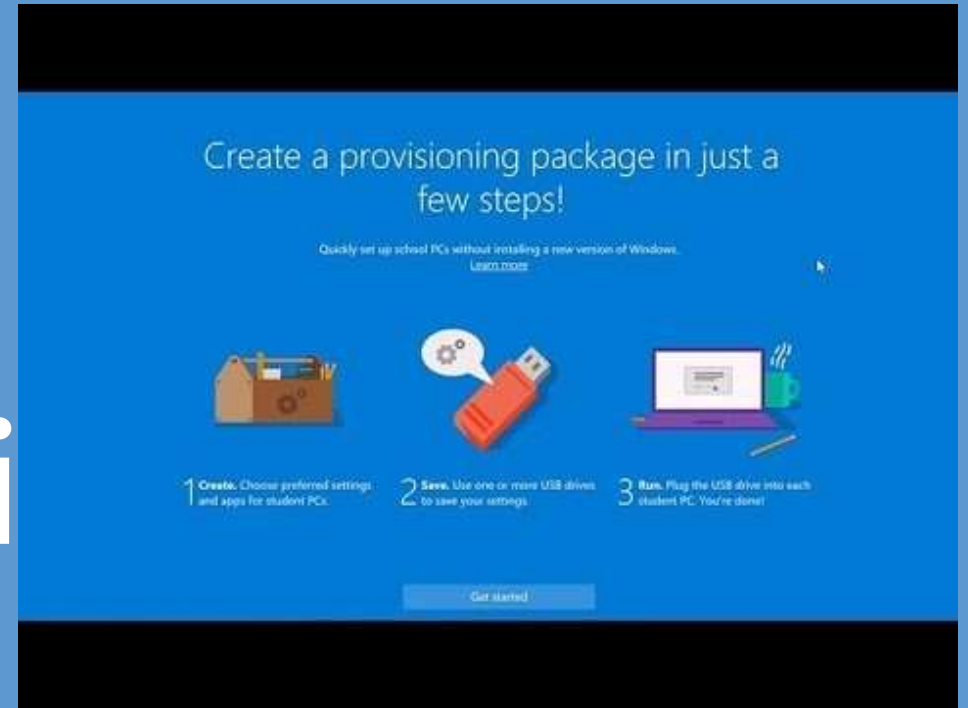 Create a provisioning package in just a
few steps!
Quickly set up school PCs without installing a new version of Windows.
Learn more
1 Create. Choose preferred settings
and apps for student PCs.
2 Save. Use one or more USB drives
to save your settings.
3 Run. Plug the USB drive into each
student PC. You're done!
Get started